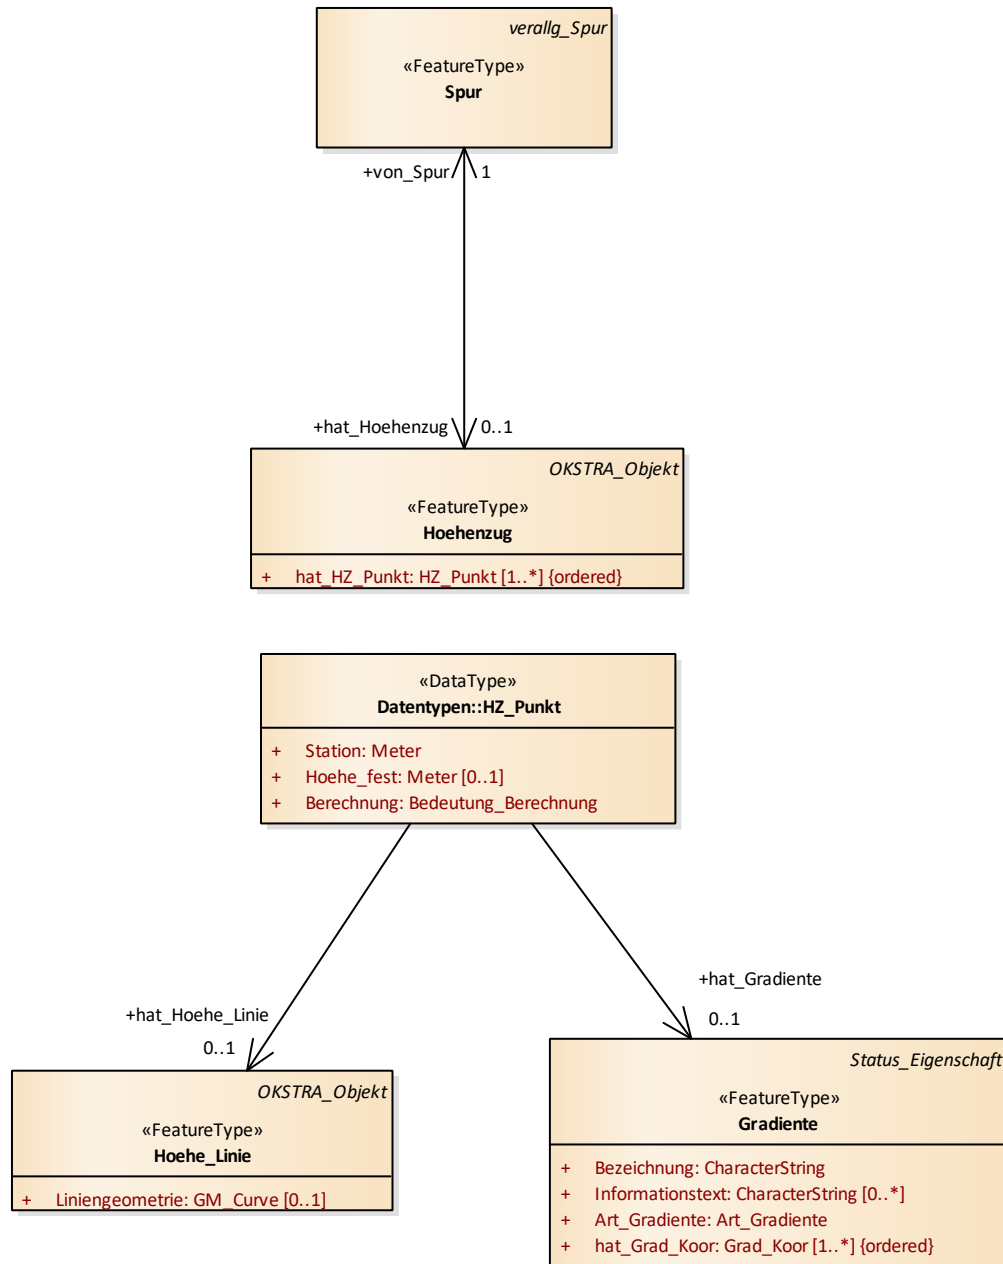 verallg_Spur
«FeatureType»
Spur
+von_Spur 1
+hat_Hoehenzug 0..1
OKSTRA_Objekt
«FeatureType»
Hoehenzug
+ hat_HZ_Punkt: HZ_Punkt [1..*] {ordered}
«DataType»
Datentypen::HZ_Punkt
+ Station: Meter
+ Hoehe_fest: Meter [0..1]
+ Berechnung: Bedeutung_Berechnung
+hat_Hoehe_Linie
0..1
+hat_Gradiente
0..1
OKSTRA_Objekt
«FeatureType»
Hoehe_Linie
+ Liniengeometrie: GM_Curve [0..1]
Status_Eigenschaft
«FeatureType»
Gradiente
+ Bezeichnung: CharacterString
+ Informationstext: CharacterString [0..*]
+ Art_Gradiente: Art_Gradiente
+ hat_Grad_Koor: Grad_Koor [1..*] {ordered}